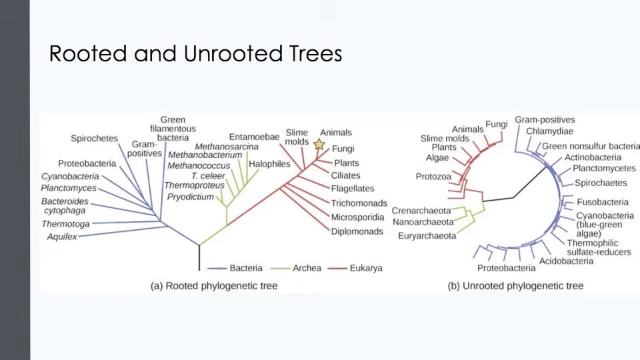 Rooted and Unrooted Trees
Green
filamentous
bacteria
Spirochetes
Gram-
positives
Proteobacteria
Cyanobacteria
Planctomyces
Bacteroides
cytophaga
Thermotoga
Aquifex
Methanosarcina
Methanobacterium
Methanococcus
T. celeer
Thermoproteus
Pryodictium
Halophiles
Entamoebae
Slime
molds
Animals
Fungi
Plants
Ciliates
Flagellates
Trichomonads
Microsporidia
Diplomonads
Bacteria
Archea
Eukarya
(a) Rooted phylogenetic tree
Fungi
Animals
Slime molds
Plants
Algae
Protozoa
Crenarchaeota
Nanoarchaeota
Euryarchaeota
Gram-positives
Chlamydiae
Green nonsulfur bacteria
Actinobacteria
Planctomycetes
Spirochaetes
Fusobacteria
Cyanobacteria
(blue-green
algae)
Thermophilic
sulfate-reducers
Acidobacteria
Proteobacteria
(b) Unrooted phylogenetic tree